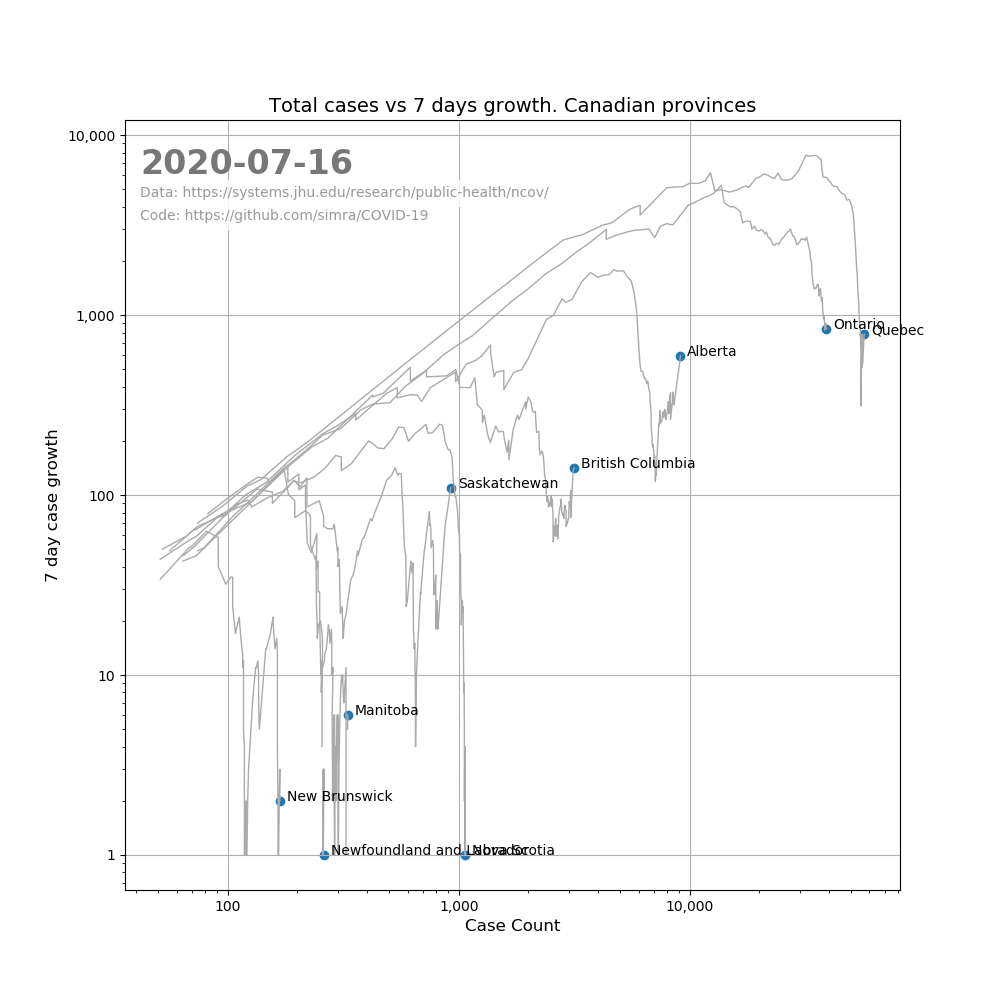 Total cases vs 7 days growth. Canadian provinces
10,000
2020-07-16
Data: https://systems.jhu.edu/research/public-health/ncov/
Code: https://github.com/simra/COVID-19
1,000
Ontario
Quebec
Alberta
7 day case growth
British Columbia
Saskatchewan
100
10
Manitoba
New Brunswick
1
Newfoundland and Labrador
Nova Scotia
100
1,000
10,000
Case Count